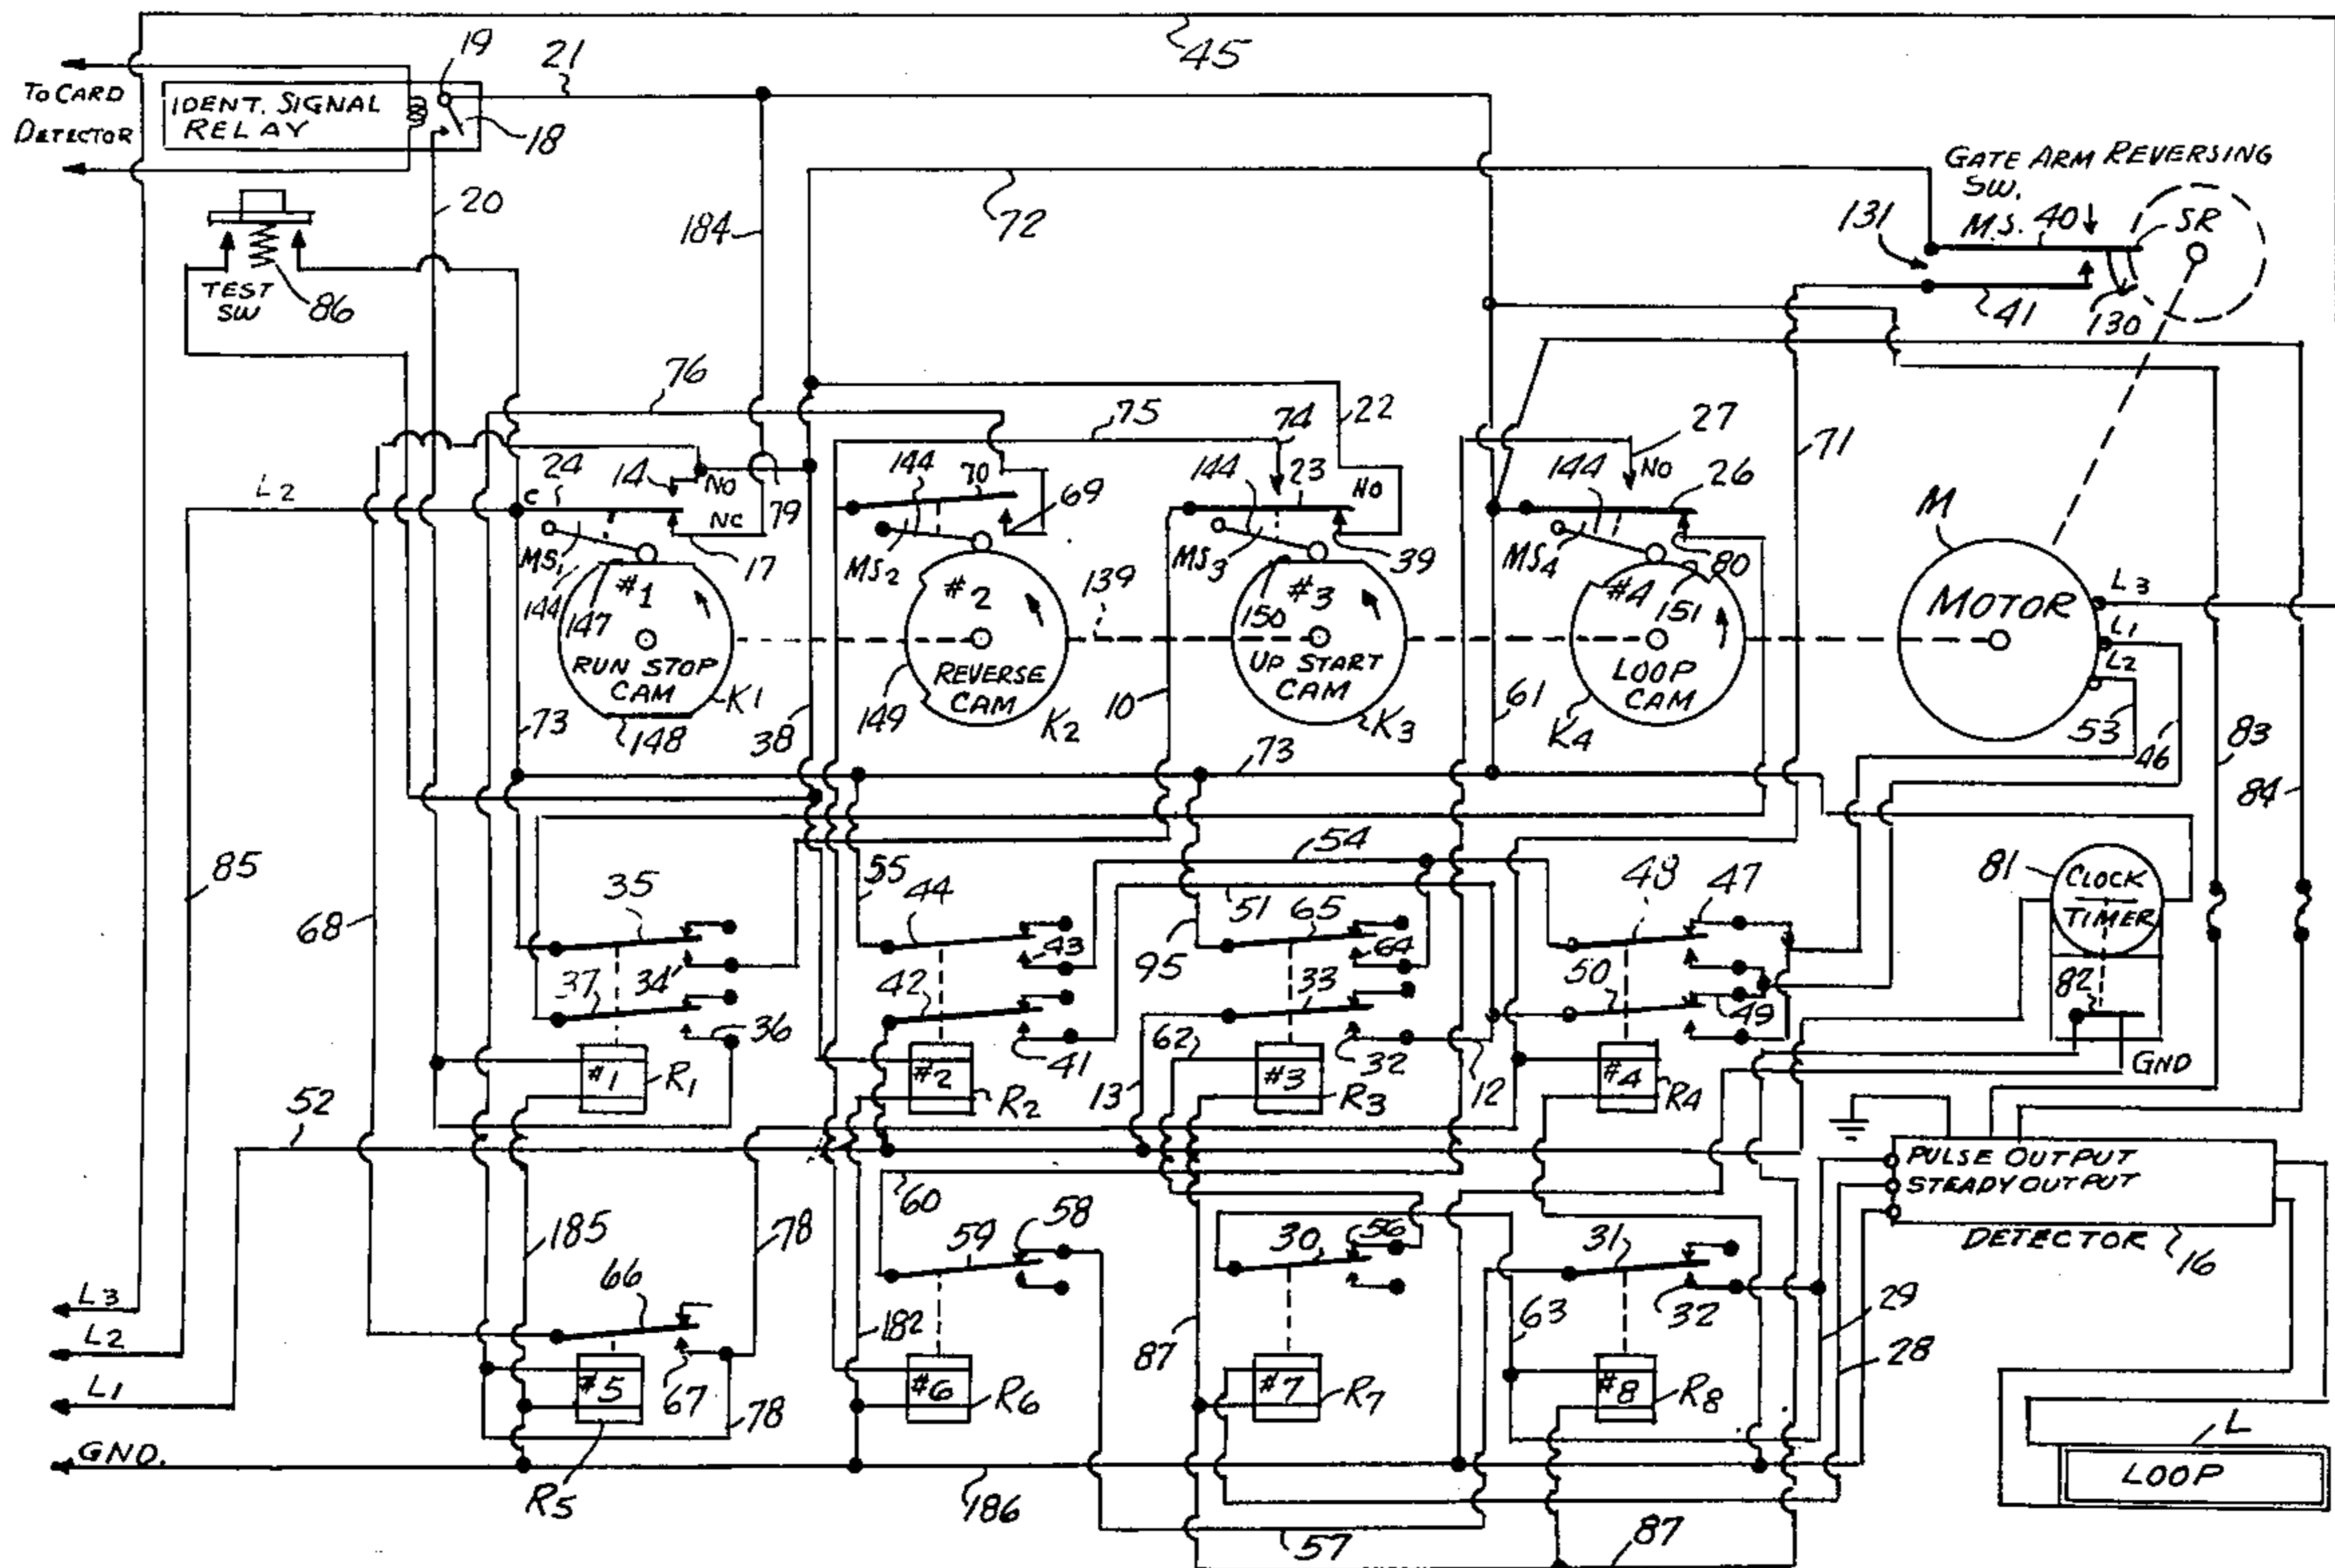 45
19
21
TO CARD
DETECTOR
IDENT. SIGNAL
RELAY
18
20
184
72
GATE ARM REVERSING
SW.
131
M.S. 40
SR
41
130
TEST
SW
86
76
75
74
22
27
71
L2
C
24
14
NO
NC
79
17
144
70
69
144
23
NO
39
144
NO
26
80
M
MS1
144
147
MS2
MS3
150
MS4
151
#1
RUN STOP
CAM
K1
148
#2
REVERSE
CAM
149
K2
139
#3
UP START
CAM
K3
10
#4
LOOP
CAM
K4
61
MOTOR
L3
L1
L2
53
46
83
84
73
38
73
85
68
35
37
34
36
55
44
43
42
41
54
51
65
64
95
33
32
62
13
12
48
47
50
49
81
CLOCK
TIMER
82
GND
#1
R1
#2
R2
#3
R3
#4
R4
52
60
PULSE OUTPUT
STEADY OUTPUT
DETECTOR
16
185
78
66
67
78
59
58
182
30
56
87
31
32
63
29
28
L3
L2
L1
GND.
#5
R5
#6
R6
#7
R7
#8
R8
L
LOOP
186
57
87